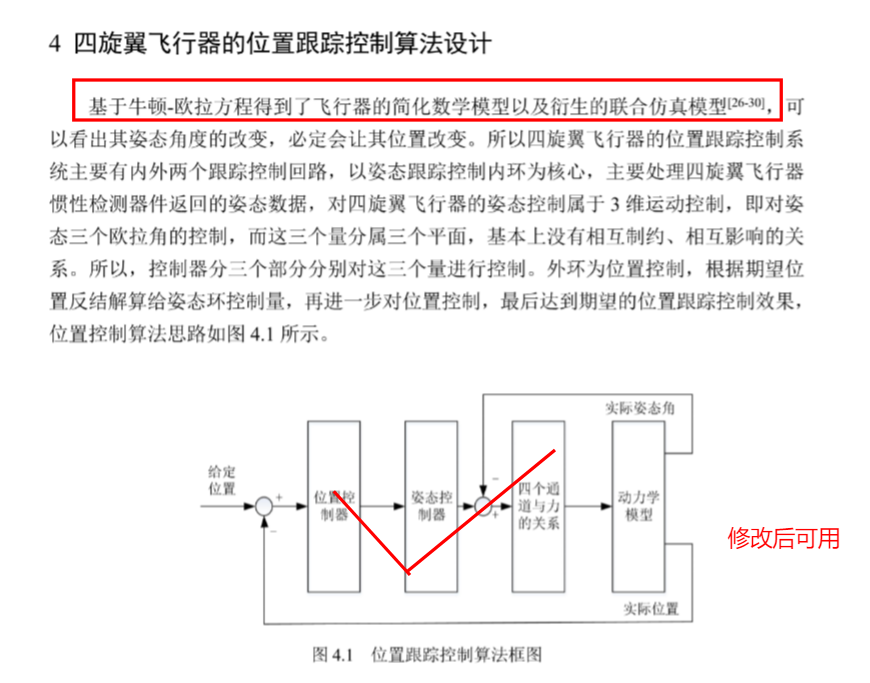 4 四旋翼飞行器的位置跟踪控制算法设计
基于牛顿-欧拉方程得到了飞行器的简化数学模型以及衍生的联合仿真模型[26-30]，可
以看出其姿态角度的改变，必定会让其位置改变。所以四旋翼飞行器的位置跟踪控制系
统主要有内外两个跟踪控制回路，以姿态跟踪控制内环为核心，主要处理四旋翼飞行器
惯性检测器件返回的姿态数据，对四旋翼飞行器的姿态控制属于 3 维运动控制，即对姿
态三个欧拉角的控制，而这三个量分属三个平面，基本上没有相互制约、相互影响的关
系。所以，控制器分三个部分分别对这三个量进行控制。外环为位置控制，根据期望位
置反结解算给姿态环控制量，再进一步对位置控制，最后达到期望的位置跟踪控制效果，
位置控制算法思路如图 4.1 所示。
实际姿态角
给定
位置
+
−
位置控
制器
姿态控
制器
−
+
四个通
道与力
的关系
动力学
模型
修改后可用
实际位置
图 4.1 位置跟踪控制算法框图